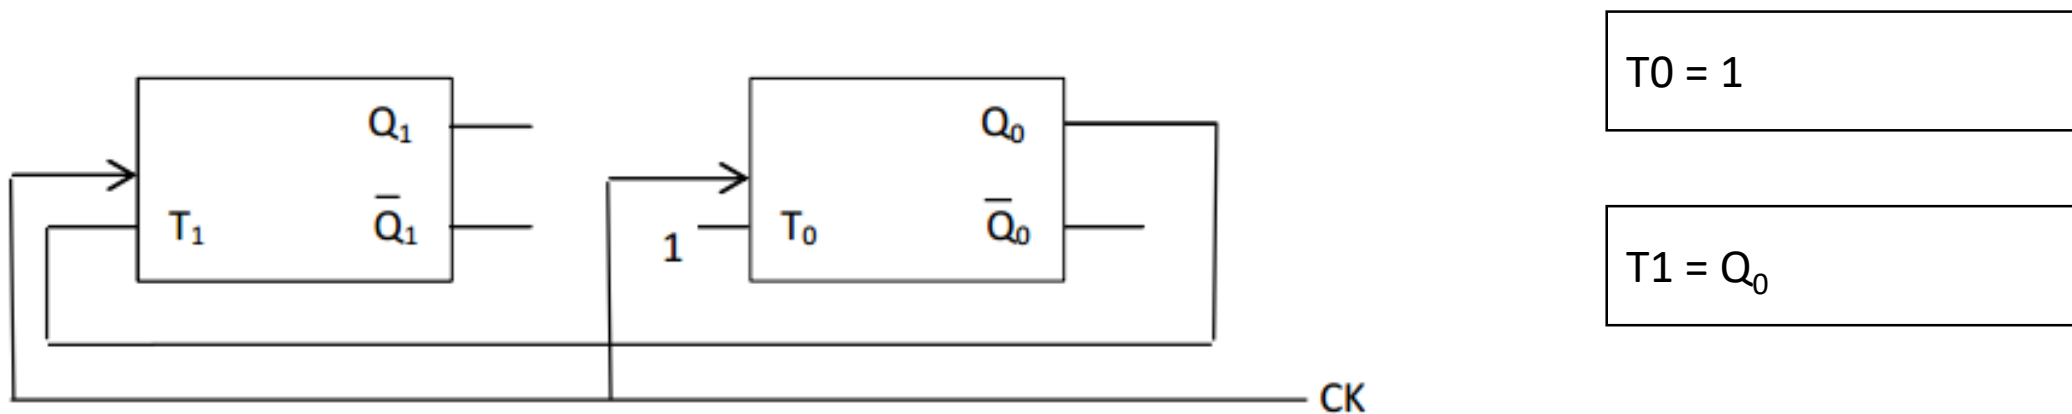 Q₁
Q̅₁
T₁
Q₀
Q̅₀
1
T₀
CK
T0 = 1
T1 = Q₀